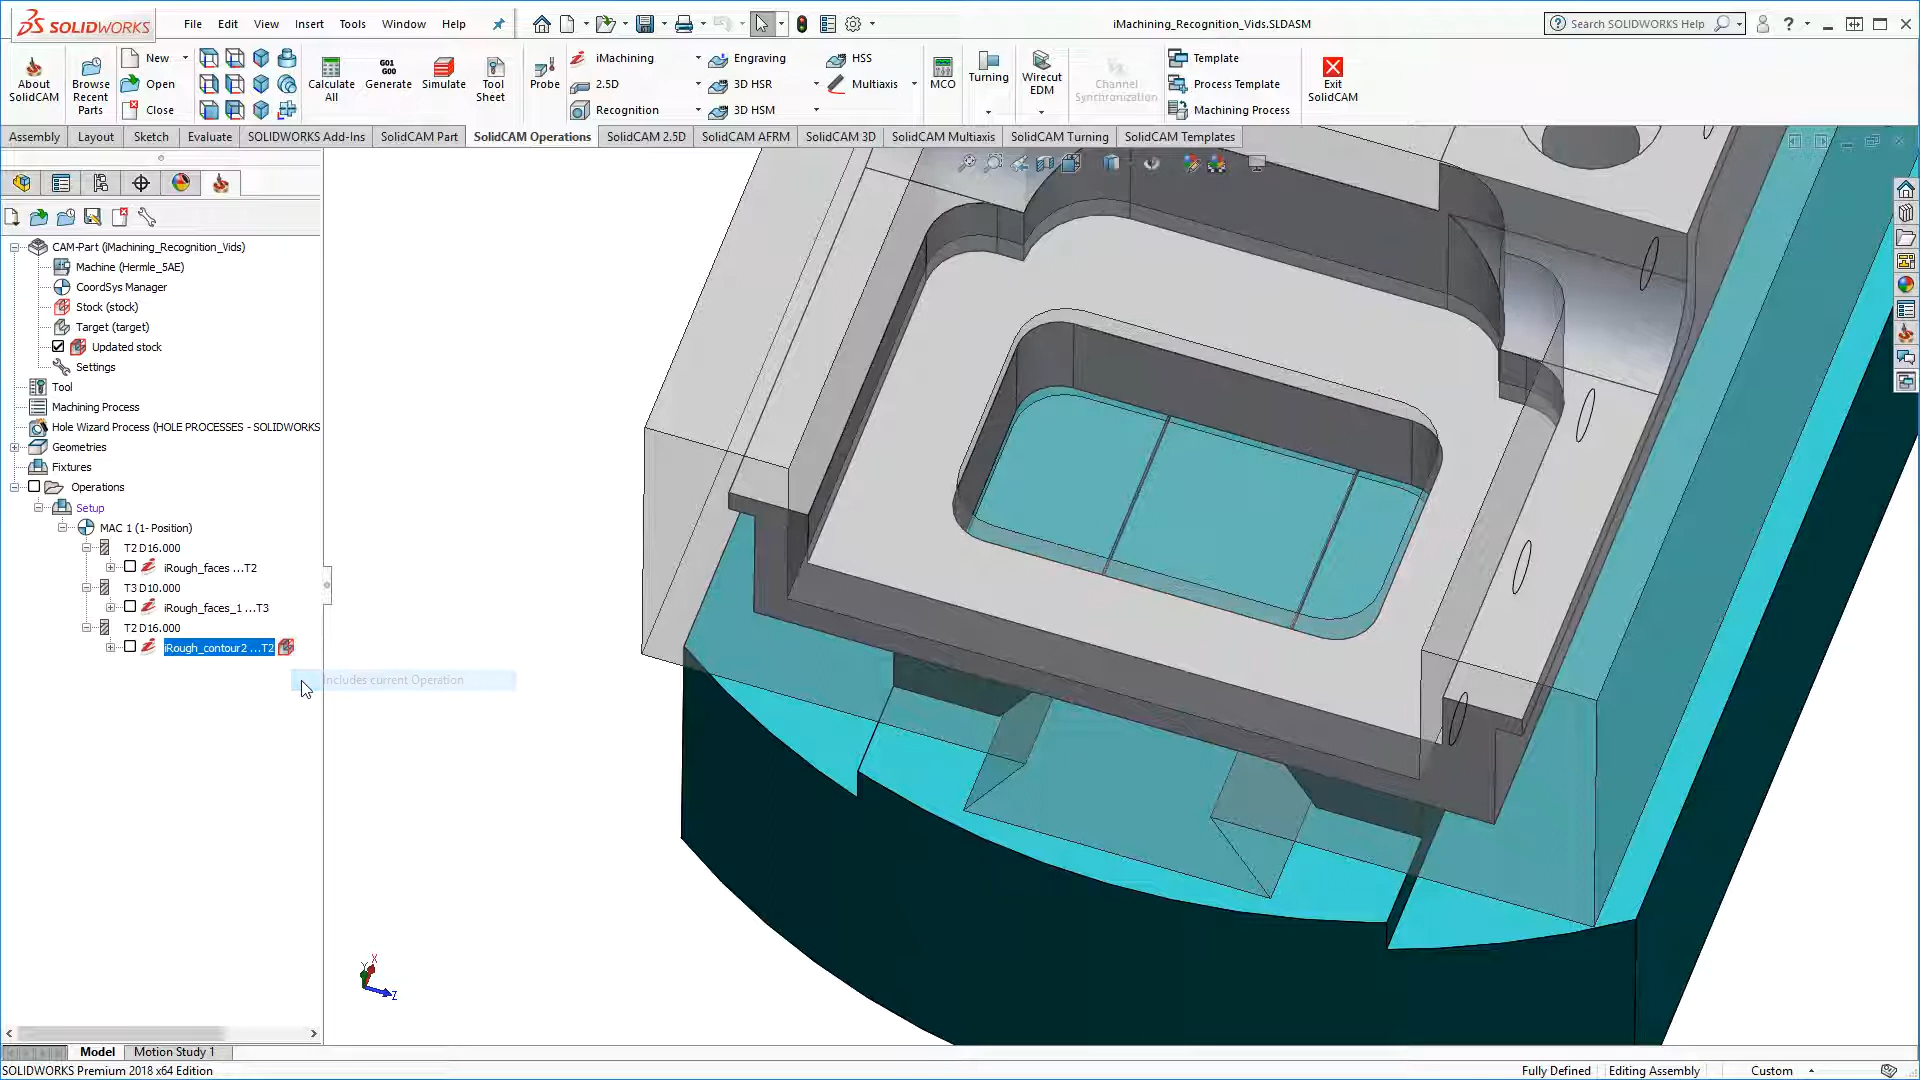 SOLIDWORKS
File Edit View Insert Tools Window Help
iMachining_Recognition_Vids.SLDASM
Search SOLIDWORKS Help
About SolidCAM
Browse Recent Parts
New
Open
Close
Calculate All
G01 G00
Generate
Simulate
Tool Sheet
Probe
iMachining
2.5D
Recognition
Engraving
3D HSR
3D HSM
HSS
Multiaxis
MCO
Turning
Wirecut EDM
Channel Synchronization
Template
Process Template
Machining Process
Exit SolidCAM
Assembly Layout Sketch Evaluate SOLIDWORKS Add-Ins SolidCAM Part SolidCAM Operations SolidCAM 2.5D SolidCAM AFRM SolidCAM 3D SolidCAM Multiaxis SolidCAM Turning SolidCAM Templates
CAM-Part (iMachining_Recognition_Vids)
Machine (Hermle_5AE)
CoordSys Manager
Stock (stock)
Target (target)
Updated stock
Settings
Tool
Machining Process
Hole Wizard Process (HOLE PROCESSES - SOLIDWORKS
Geometries
Fixtures
Operations
Setup
MAC 1 (1- Position)
T2 D16.000
iRough_faces ...T2
T3 D10.000
iRough_faces_1 ...T3
T2 D16.000
iRough_contour2 ...T2
Includes current Operation
X
Y
Z
Model Motion Study 1
SOLIDWORKS Premium 2018 x64 Edition
Fully Defined Editing Assembly Custom